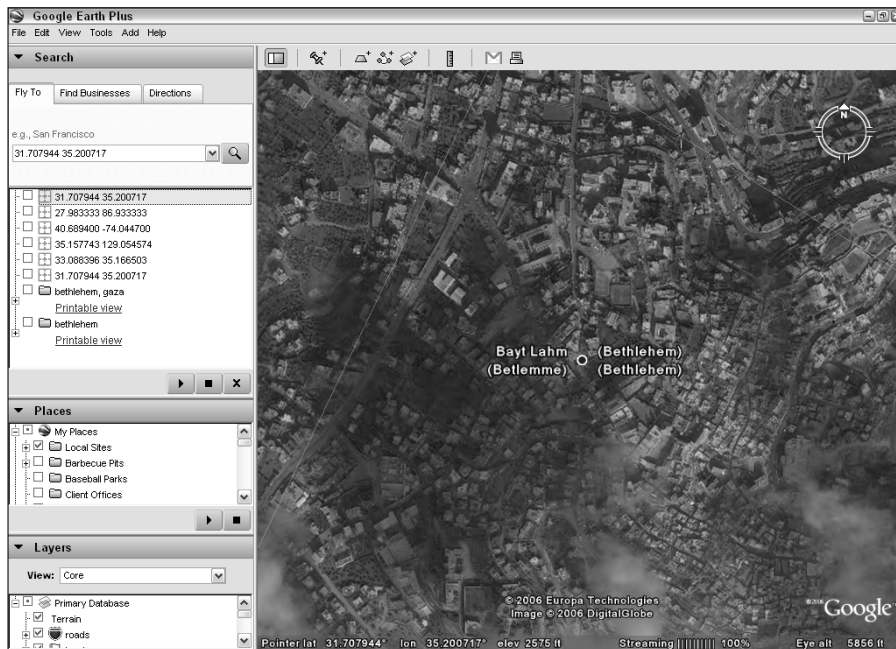 Google Earth Plus
File Edit View Tools Add Help
Search
Fly To Find Businesses Directions
e.g., San Francisco
31.707944 35.200717
31.707944 35.200717
27.983333 86.933333
40.689400 -74.044700
35.157743 129.054574
33.088396 35.166503
31.707944 35.200717
bethlehem, gaza
Printable view
bethlehem
Printable view
Places
My Places
Local Sites
Barbecue Pits
Baseball Parks
Client Offices
Layers
View: Core
Primary Database
Terrain
roads
N
Bayt Lahm (Bethlehem)
(Betlemme) (Bethlehem)
© 2006 Europa Technologies
Image © 2006 DigitalGlobe
© 2006 Google™
Pointer lat 31.707944° lon 35.200717° elev 2575 ft Streaming |||||||||| 100% Eye alt 5856 ft